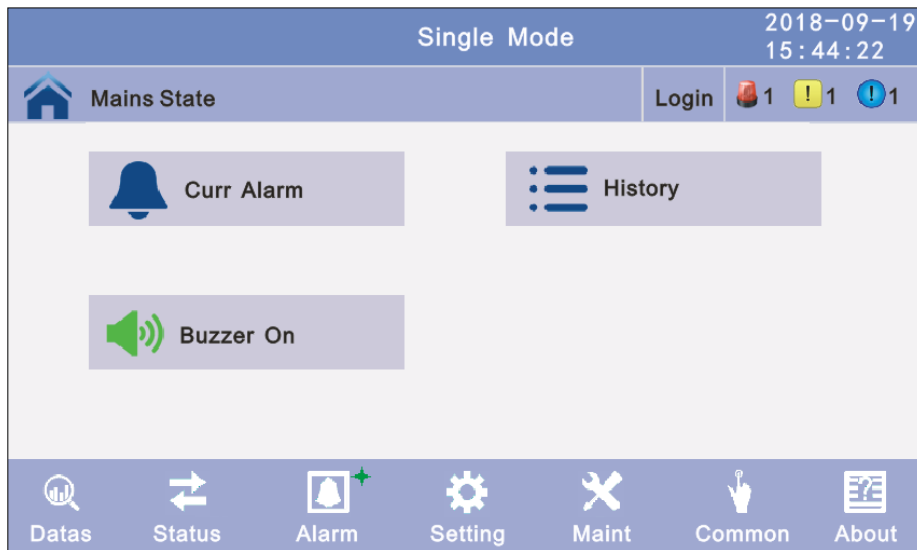 Single Mode
2018-09-19
15:44:22
Mains State
Login
1
! 1
! 1
Curr Alarm
History
Buzzer On
?
Datas
Status
Alarm
Setting
Maint
Common
About